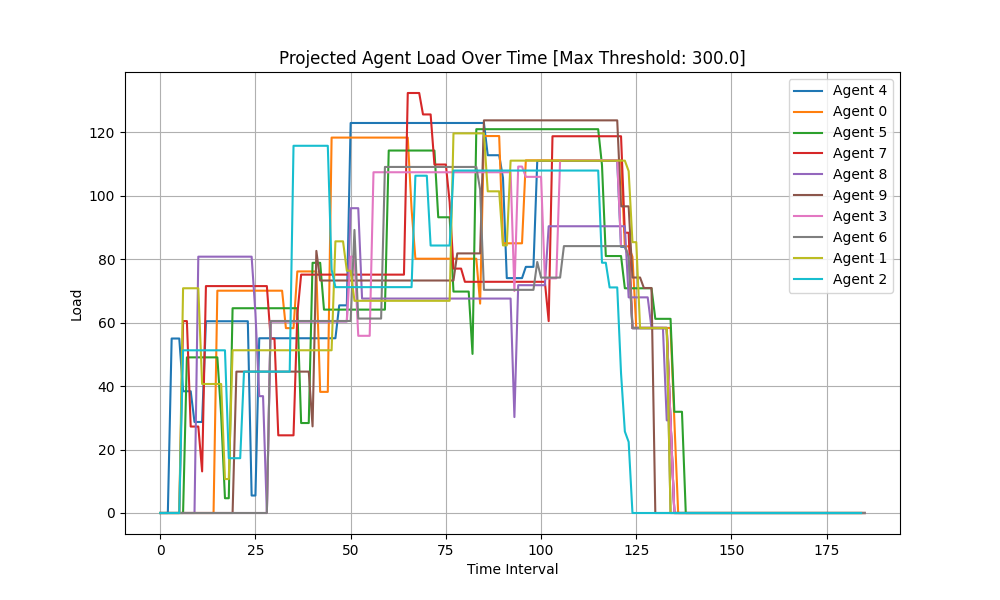 Projected Agent Load Over Time [Max Threshold: 300.0]
Load
120
100
80
60
40
20
0
0 25 50 75 100 125 150 175
Time Interval
Agent 4
Agent 0
Agent 5
Agent 7
Agent 8
Agent 9
Agent 3
Agent 6
Agent 1
Agent 2